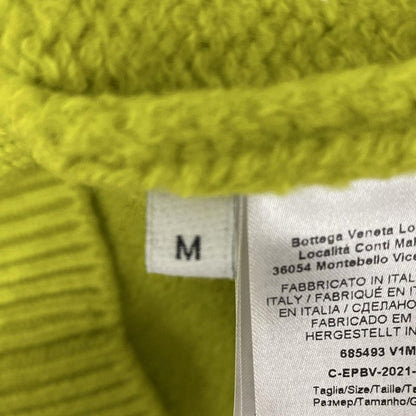 M
Bottega Veneta Lo
Località Conti Mal
36054 Montebello Vice
FABBRICATO IN ITAL
ITALY / FABRIQUÉ EN IT
EN ITALIA / СДЕЛАНО
FABRICADO EM
HERGESTELLT IN
685493 V1M
C-EPBV-2021-
Taglia/Size/Taille/Ta
Размер/Tamanho/G